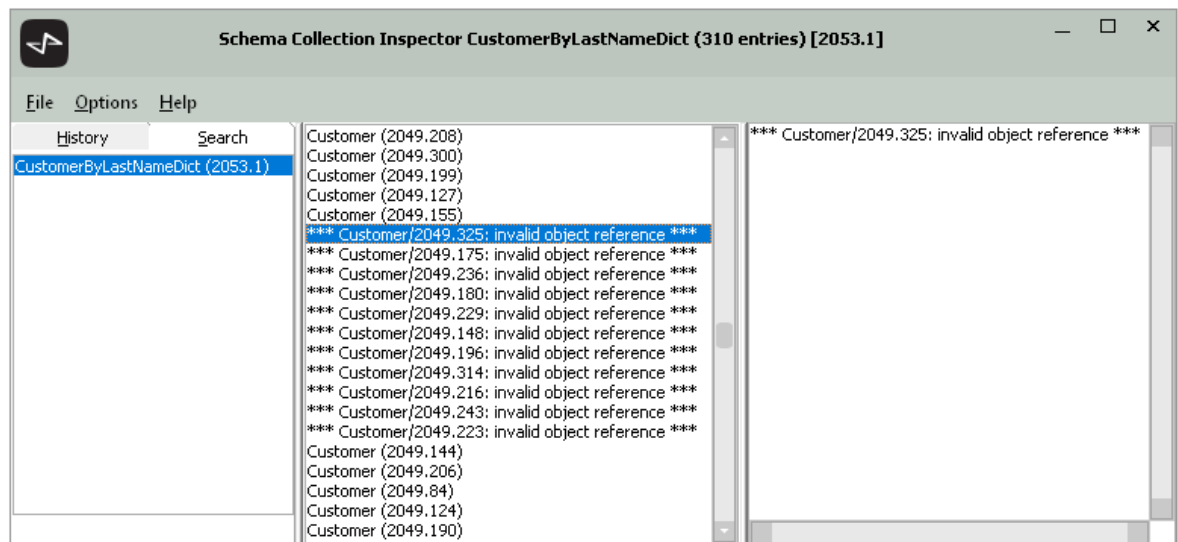 Schema Collection Inspector CustomerByLastNameDict (310 entries) [2053.1]
File Options Help
History Search
CustomerByLastNameDict (2053.1)
Customer (2049.208)
Customer (2049.300)
Customer (2049.199)
Customer (2049.127)
Customer (2049.155)
*** Customer/2049.325: invalid object reference ***
*** Customer/2049.175: invalid object reference ***
*** Customer/2049.236: invalid object reference ***
*** Customer/2049.180: invalid object reference ***
*** Customer/2049.229: invalid object reference ***
*** Customer/2049.148: invalid object reference ***
*** Customer/2049.196: invalid object reference ***
*** Customer/2049.314: invalid object reference ***
*** Customer/2049.216: invalid object reference ***
*** Customer/2049.243: invalid object reference ***
*** Customer/2049.223: invalid object reference ***
Customer (2049.144)
Customer (2049.206)
Customer (2049.84)
Customer (2049.124)
Customer (2049.190)
*** Customer/2049.325: invalid object reference ***